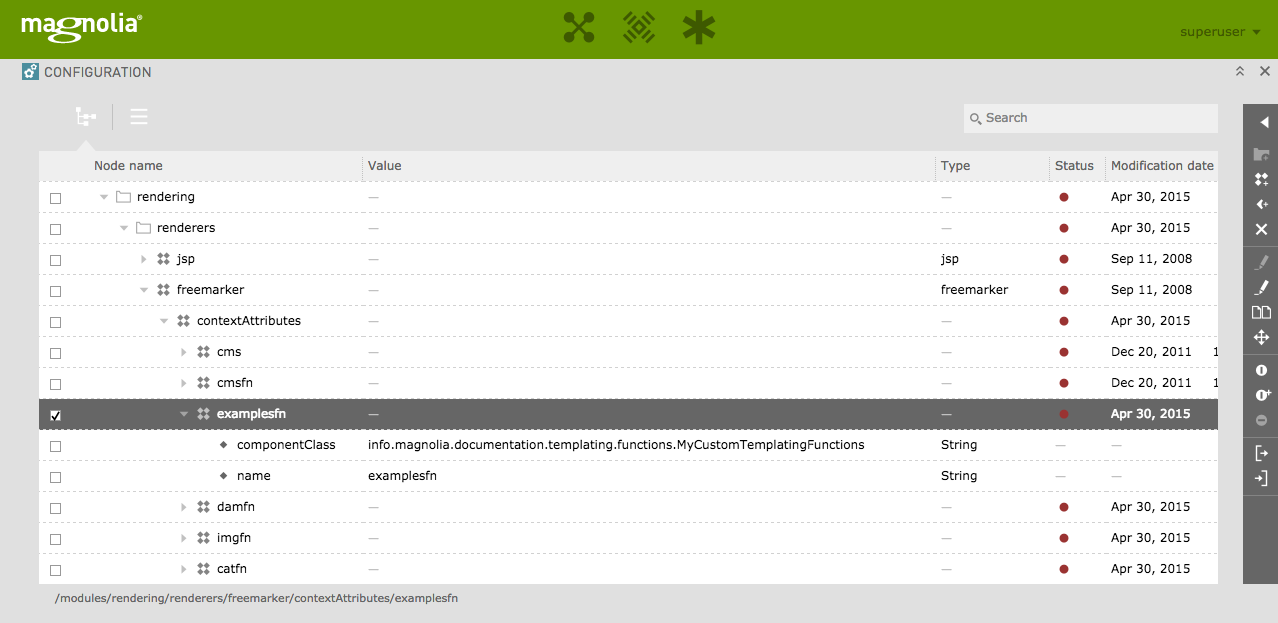 magnolia®
superuser
CONFIGURATION
Search
Node name Value Type Status Modification date
rendering — — Apr 30, 2015
renderers — — Apr 30, 2015
jsp — jsp Sep 11, 2008
freemarker — freemarker Sep 11, 2008
contextAttributes — — Apr 30, 2015
cms — — Dec 20, 2011 1
cmsfn — — Dec 20, 2011 1
examplesfn — — Apr 30, 2015
componentClass info.magnolia.documentation.templating.functions.MyCustomTemplatingFunctions String — —
name examplesfn String — —
damfn — — Apr 30, 2015
imgfn — — Apr 30, 2015
catfn — — Apr 30, 2015
/modules/rendering/renderers/freemarker/contextAttributes/examplesfn